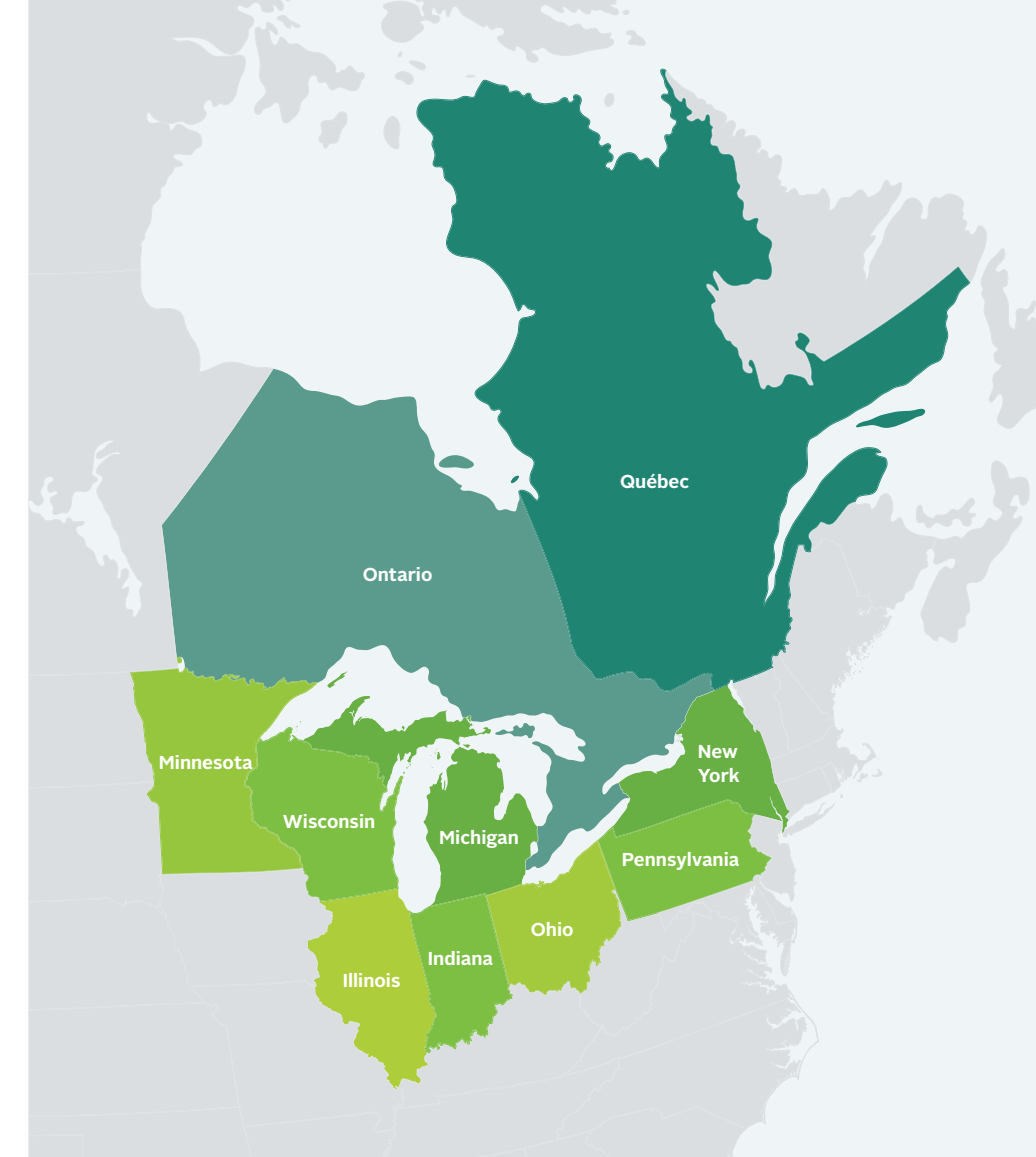 Québec
Ontario
New
York
Minnesota
Wisconsin
Michigan
Pennsylvania
Ohio
Indiana
Illinois